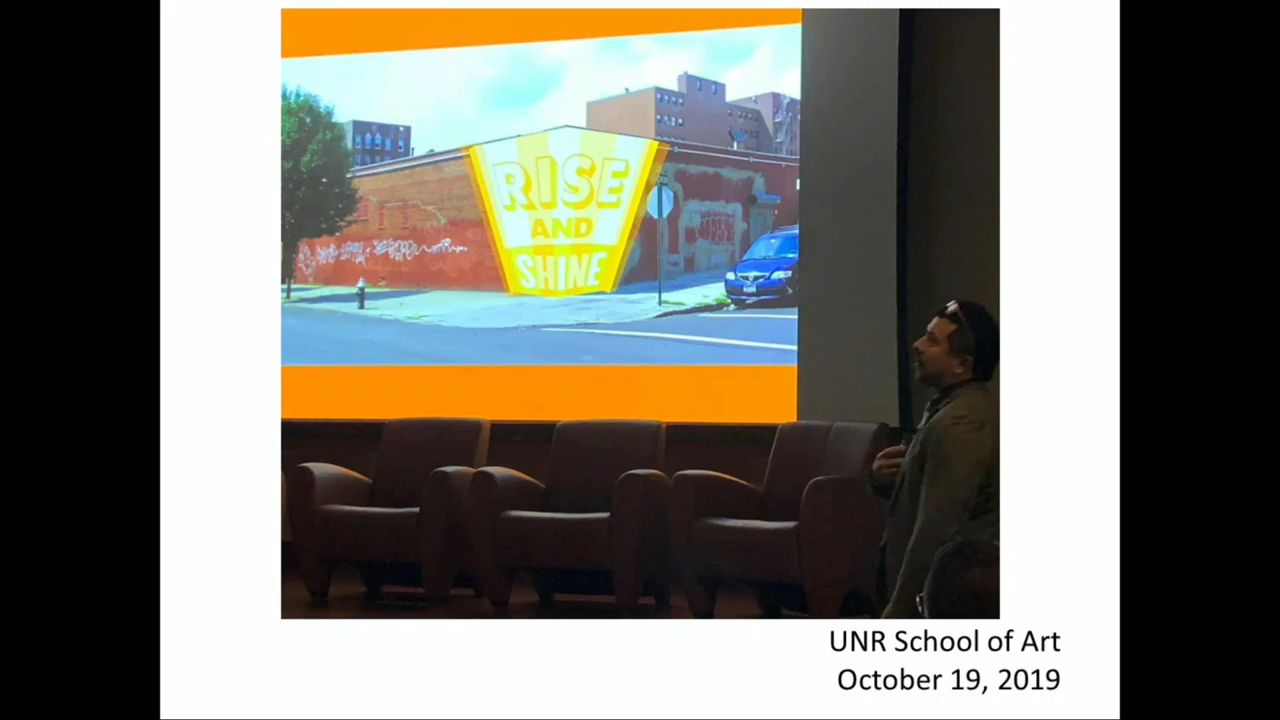 RISE
AND
SHINE
UNR School of Art
October 19, 2019